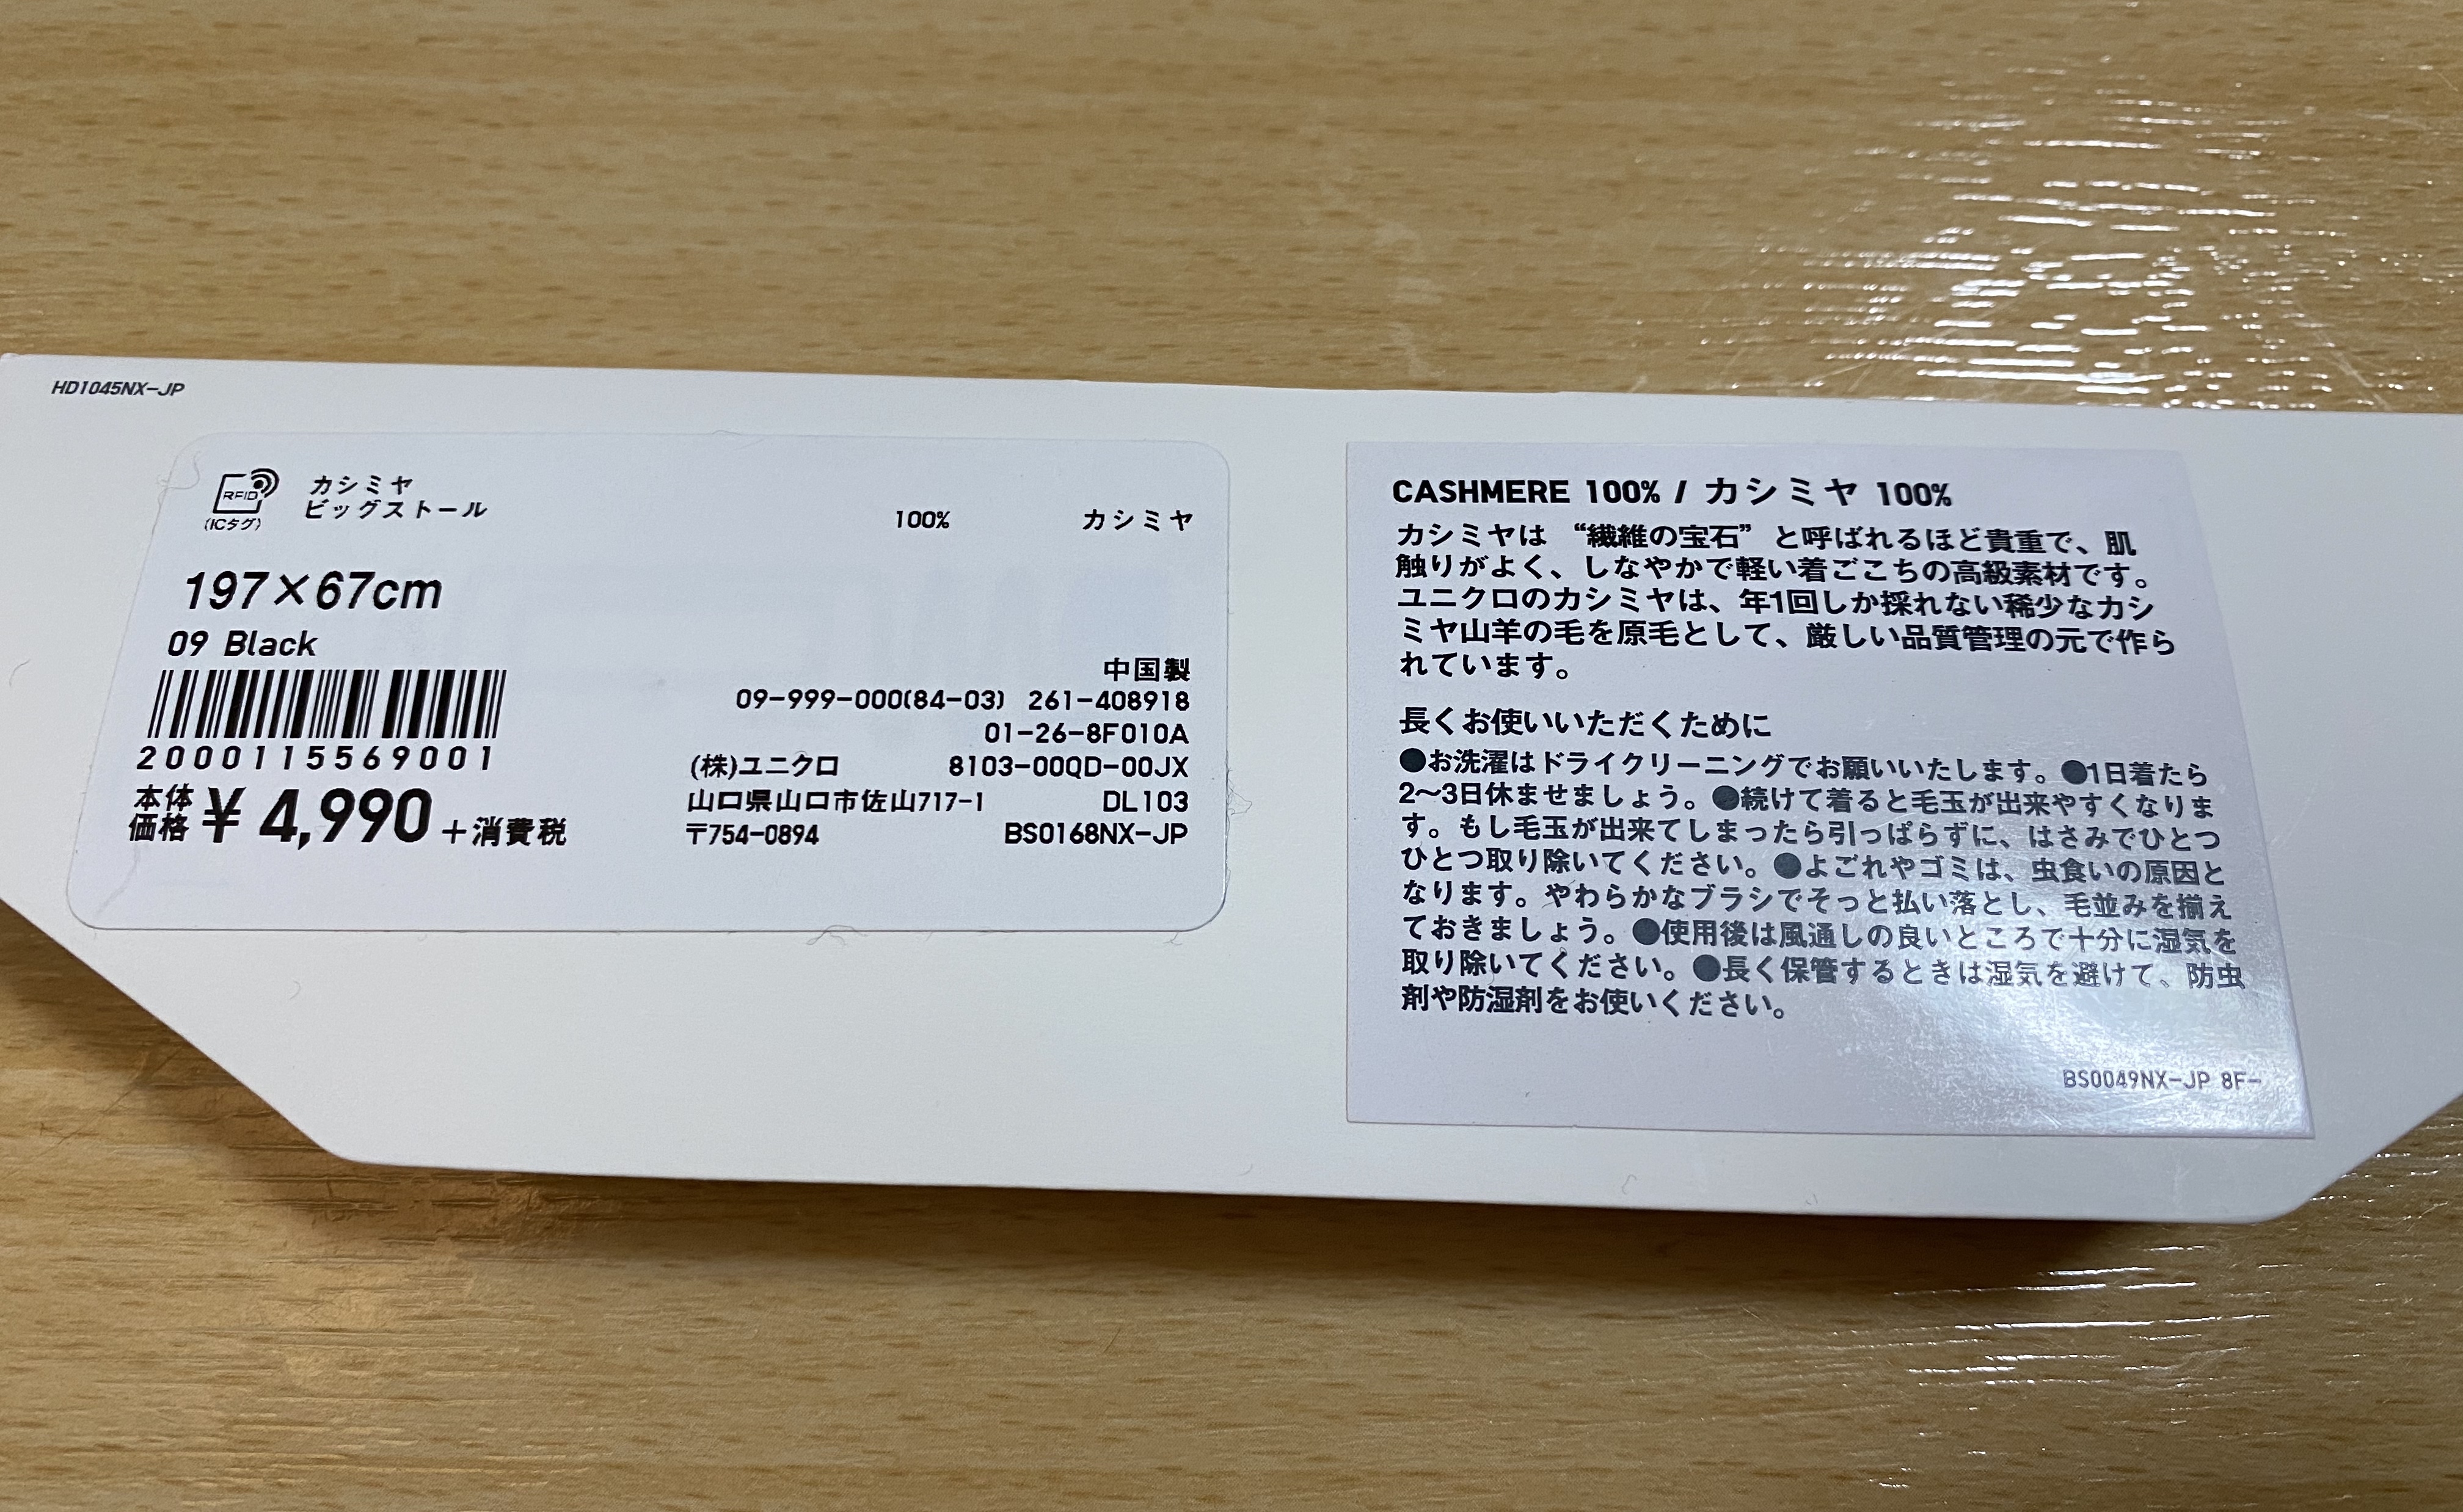 HD1045NX-JP
RFID
(ICタグ)
カシミヤ
ビッグストール
100% カシミヤ
197×67cm
09 Black
2000115569001
本体価格 ¥4,990+消費税
中国製
09-999-000(84-03) 261-408918
01-26-8F010A
(株)ユニクロ 8103-00QD-00JX
山口県山口市佐山717-1 DL103
〒754-0894 BS0168NX-JP
CASHMERE 100% / カシミヤ 100%
カシミヤは “繊維の宝石” と呼ばれるほど貴重で、肌
触りがよく、しなやかで軽い着ごこちの高級素材です。
ユニクロのカシミヤは、年1回しか採れない稀少なカシ
ミヤ山羊の毛を原毛として、厳しい品質管理の元で作ら
れています。
長くお使いいただくために
●お洗濯はドライクリーニングでお願いいたします。●1日着たら
2〜3日休ませましょう。●続けて着ると毛玉が出来やすくなりま
す。もし毛玉が出来てしまったら引っぱらずに、はさみでひとつ
ひとつ取り除いてください。●よごれやゴミは、虫食いの原因と
なります。やわらかなブラシでそっと払い落とし、毛並みを揃え
ておきましょう。●使用後は風通しの良いところで十分に湿気を
取り除いてください。●長く保管するときは湿気を避けて、防虫
剤や防湿剤をお使いください。
BS0049NX-JP 8F-